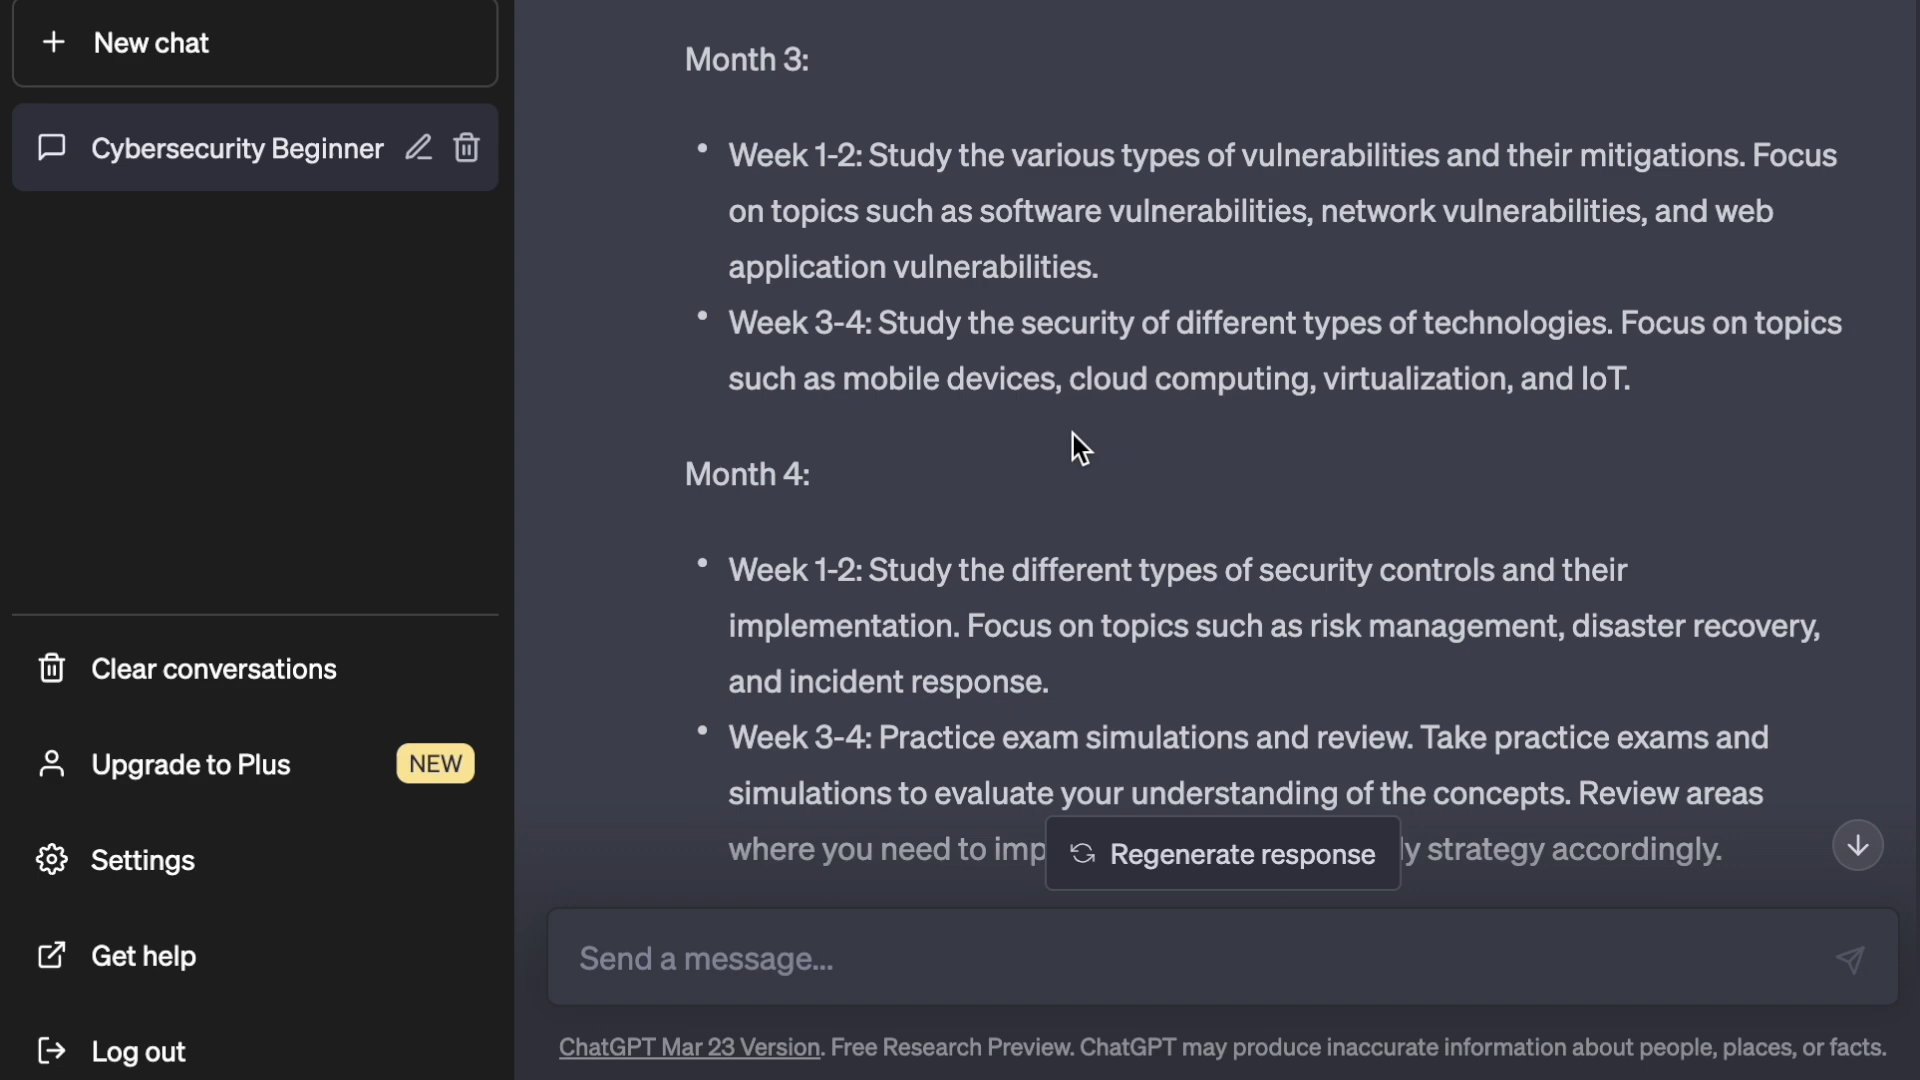 New chat
Cybersecurity Beginner
Clear conversations
Upgrade to Plus
NEW
Settings
Get help
Log out
Month 3:
• Week 1-2: Study the various types of vulnerabilities and their mitigations. Focus
on topics such as software vulnerabilities, network vulnerabilities, and web
application vulnerabilities.
• Week 3-4: Study the security of different types of technologies. Focus on topics
such as mobile devices, cloud computing, virtualization, and IoT.
Month 4:
• Week 1-2: Study the different types of security controls and their
implementation. Focus on topics such as risk management, disaster recovery,
and incident response.
• Week 3-4: Practice exam simulations and review. Take practice exams and
simulations to evaluate your understanding of the concepts. Review areas
where you need to strategy accordingly.
Regenerate response
Send a message...
ChatGPT Mar 23 Version. Free Research Preview. ChatGPT may produce inaccurate information about people, places, or facts.